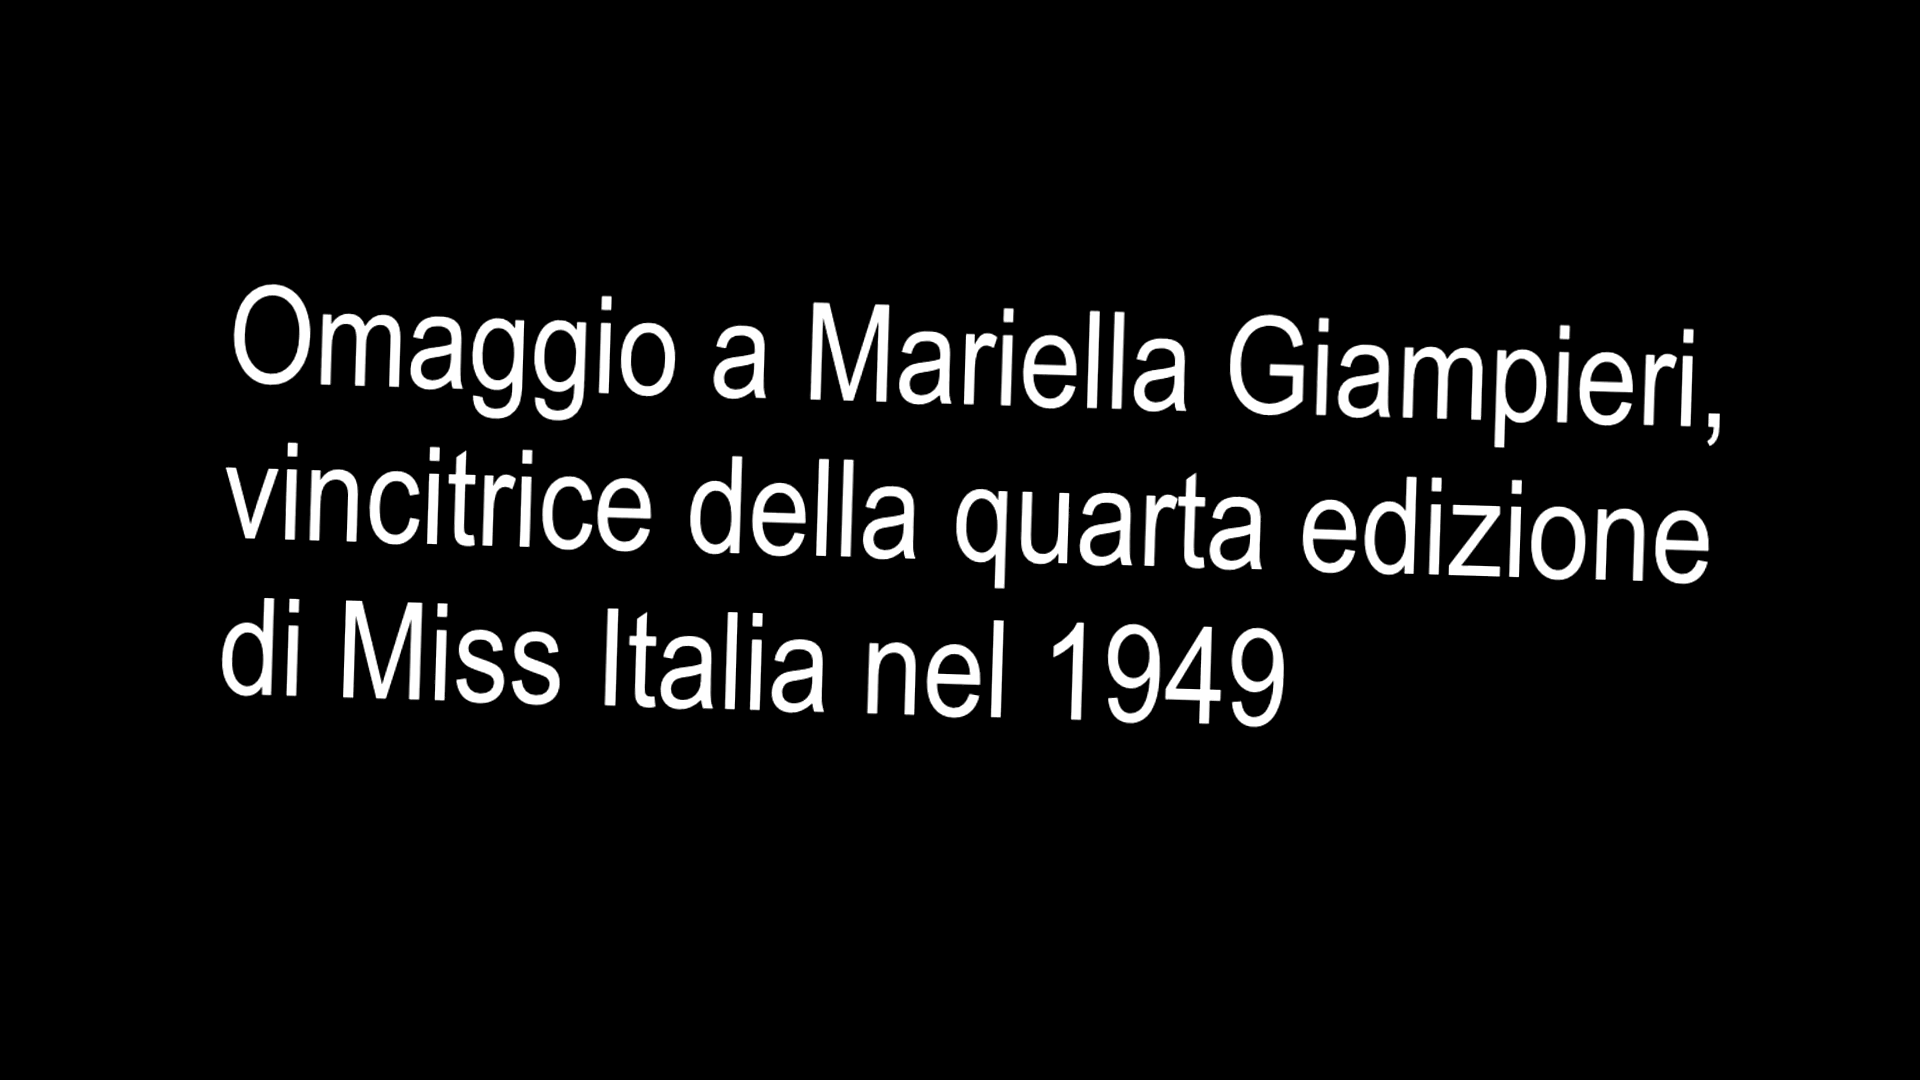 Omaggio a Mariella Giampieri,
vincitrice della quarta edizione
di Miss Italia nel 1949